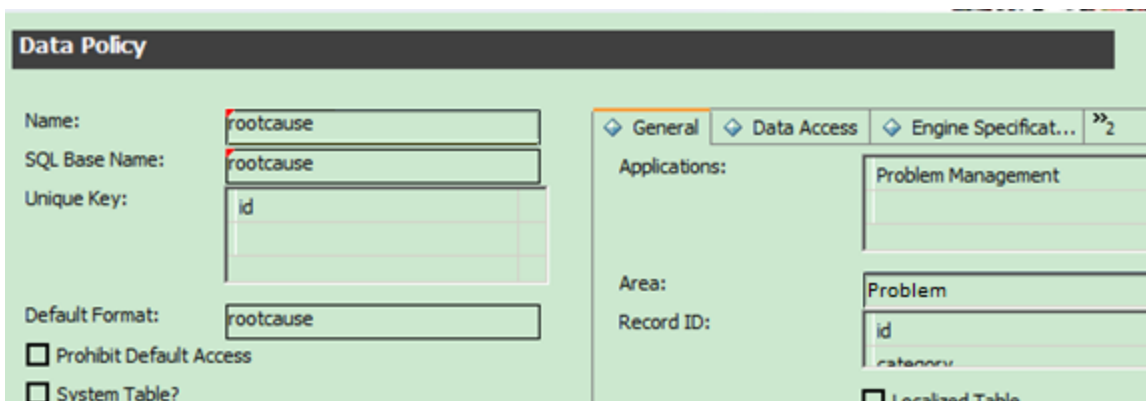 Data Policy
Name:
rootcause
SQL Base Name:
rootcause
Unique Key:
id
Default Format:
rootcause
Prohibit Default Access
System Table?
General
Data Access
Engine Specificat...
»2
Applications:
Problem Management
Area:
Problem
Record ID:
id
category
Localized Table